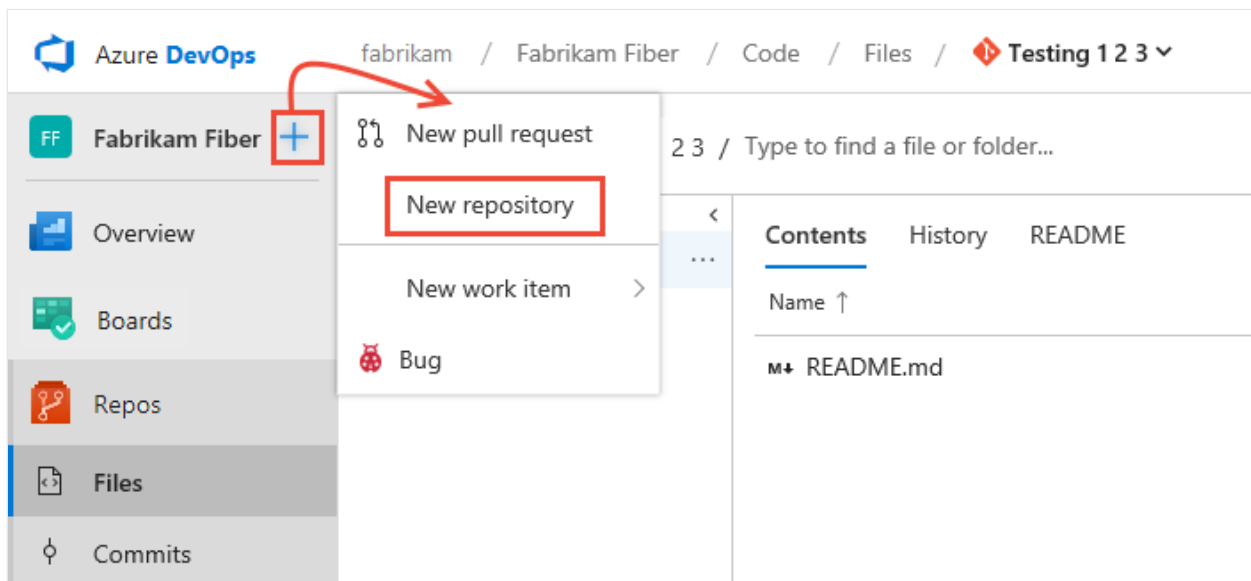 Azure DevOps fabrikam / Fabrikam Fiber / Code / Files / Testing 1 2 3
FF Fabrikam Fiber
New pull request
2 3 / Type to find a file or folder...
New repository
Overview
Contents History README
...
New work item
Name ↑
Boards
Bug
M↓ README.md
Repos
Files
Commits